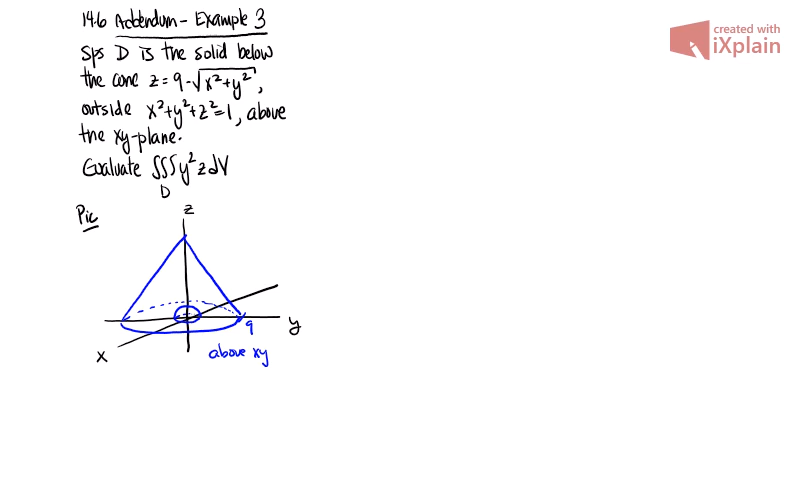 14.6 Addendum - Example 3
created with
iXplain
Sps D is the solid below
the cone z = 9 - √(x² + y²),
outside x² + y² + z² = 1, above
the xy-plane.
Evaluate ∭ y² z dV
D
Pic
z
9
y
x
above xy